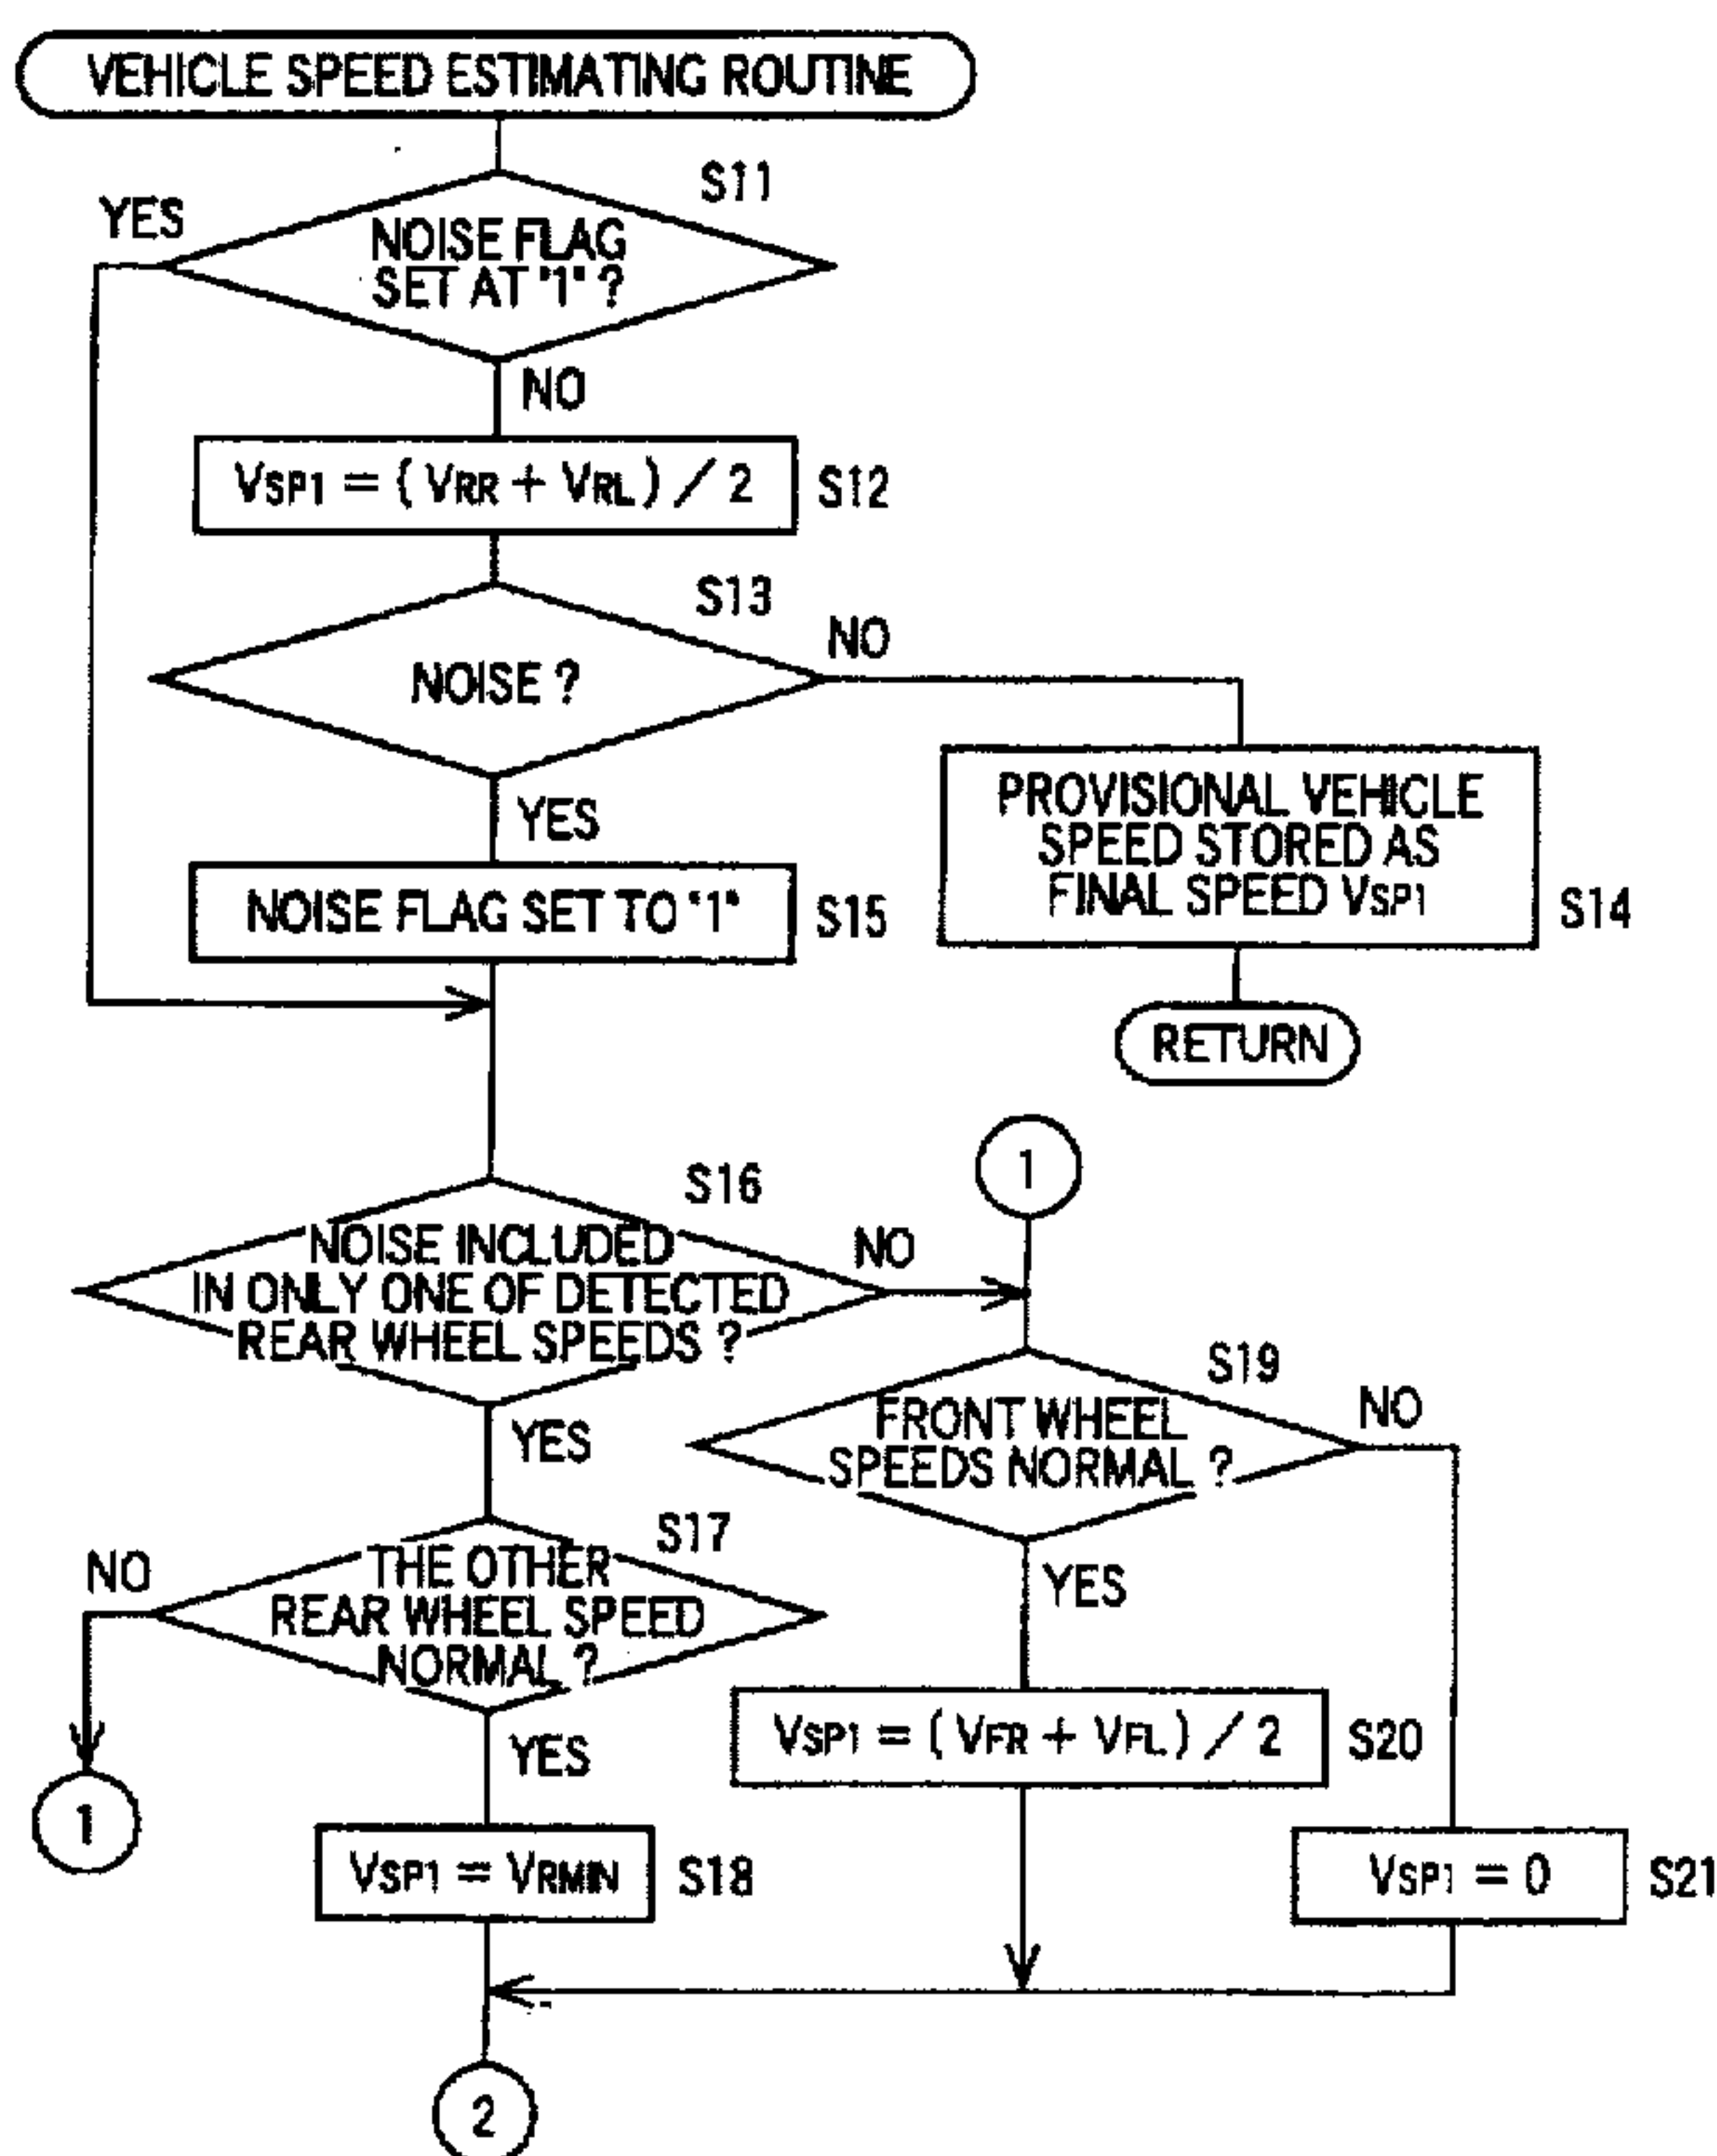 VEHICLE SPEED ESTIMATING ROUTINE
S11
YES
NOISE FLAG
SET AT "1" ?
NO
VSP1 = ( VRR + VRL ) / 2
S12
S13
NO
NOISE ?
YES
PROVISIONAL VEHICLE
SPEED STORED AS
FINAL SPEED VSP1
S14
NOISE FLAG SET TO "1"
S15
RETURN
1
S16
NOISE INCLUDED
IN ONLY ONE OF DETECTED
REAR WHEEL SPEEDS ?
NO
YES
S19
FRONT WHEEL
SPEEDS NORMAL ?
NO
YES
S17
THE OTHER
REAR WHEEL SPEED
NORMAL ?
NO
YES
1
VSP1 = ( VFR + VFL ) / 2
S20
VSP1 = VRMIN
S18
VSP1 = 0
S21
2